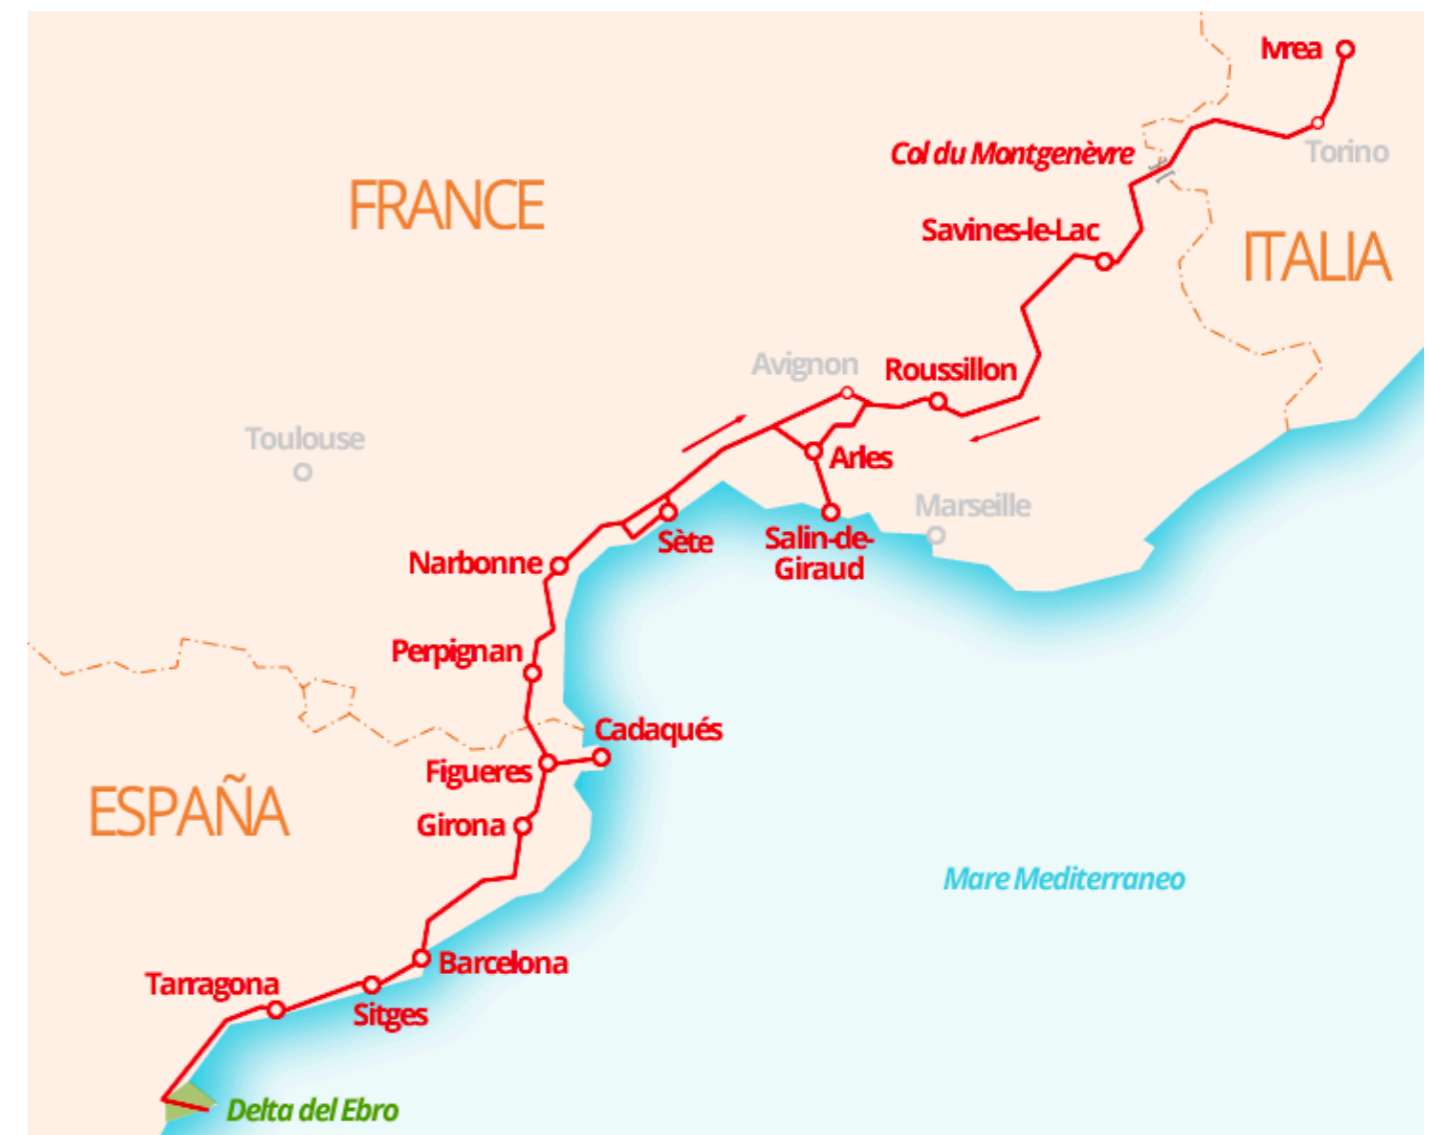 Ivrea
Col du Montgenèvre
Torino
FRANCE
Savines-le-Lac
ITALIA
Avignon
Roussillon
Toulouse
Arles
Marseille
Sète
Salin-de-
Giraud
Narbonne
Perpignan
Cadaqués
Figueres
ESPAÑA
Girona
Mare Mediterraneo
Barcelona
Tarragona
Sitges
Delta del Ebro